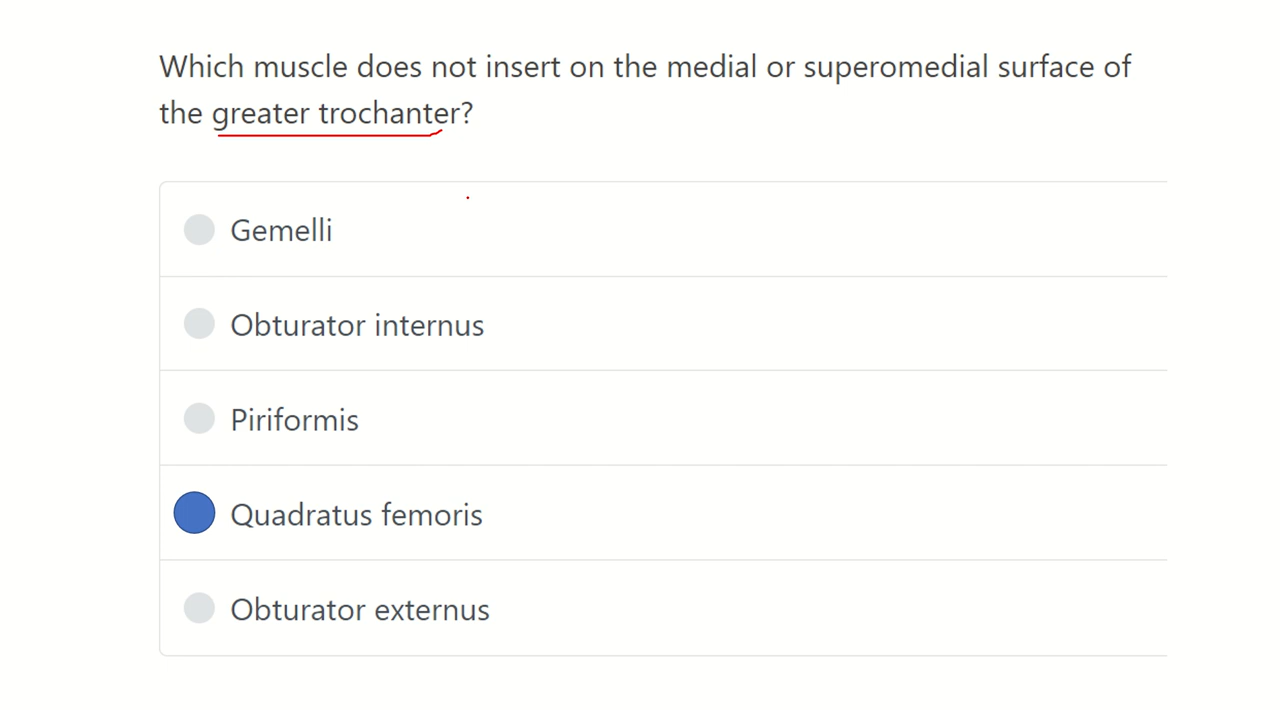 Which muscle does not insert on the medial or superomedial surface of
the greater trochanter?
Gemelli
Obturator internus
Piriformis
Quadratus femoris
Obturator externus